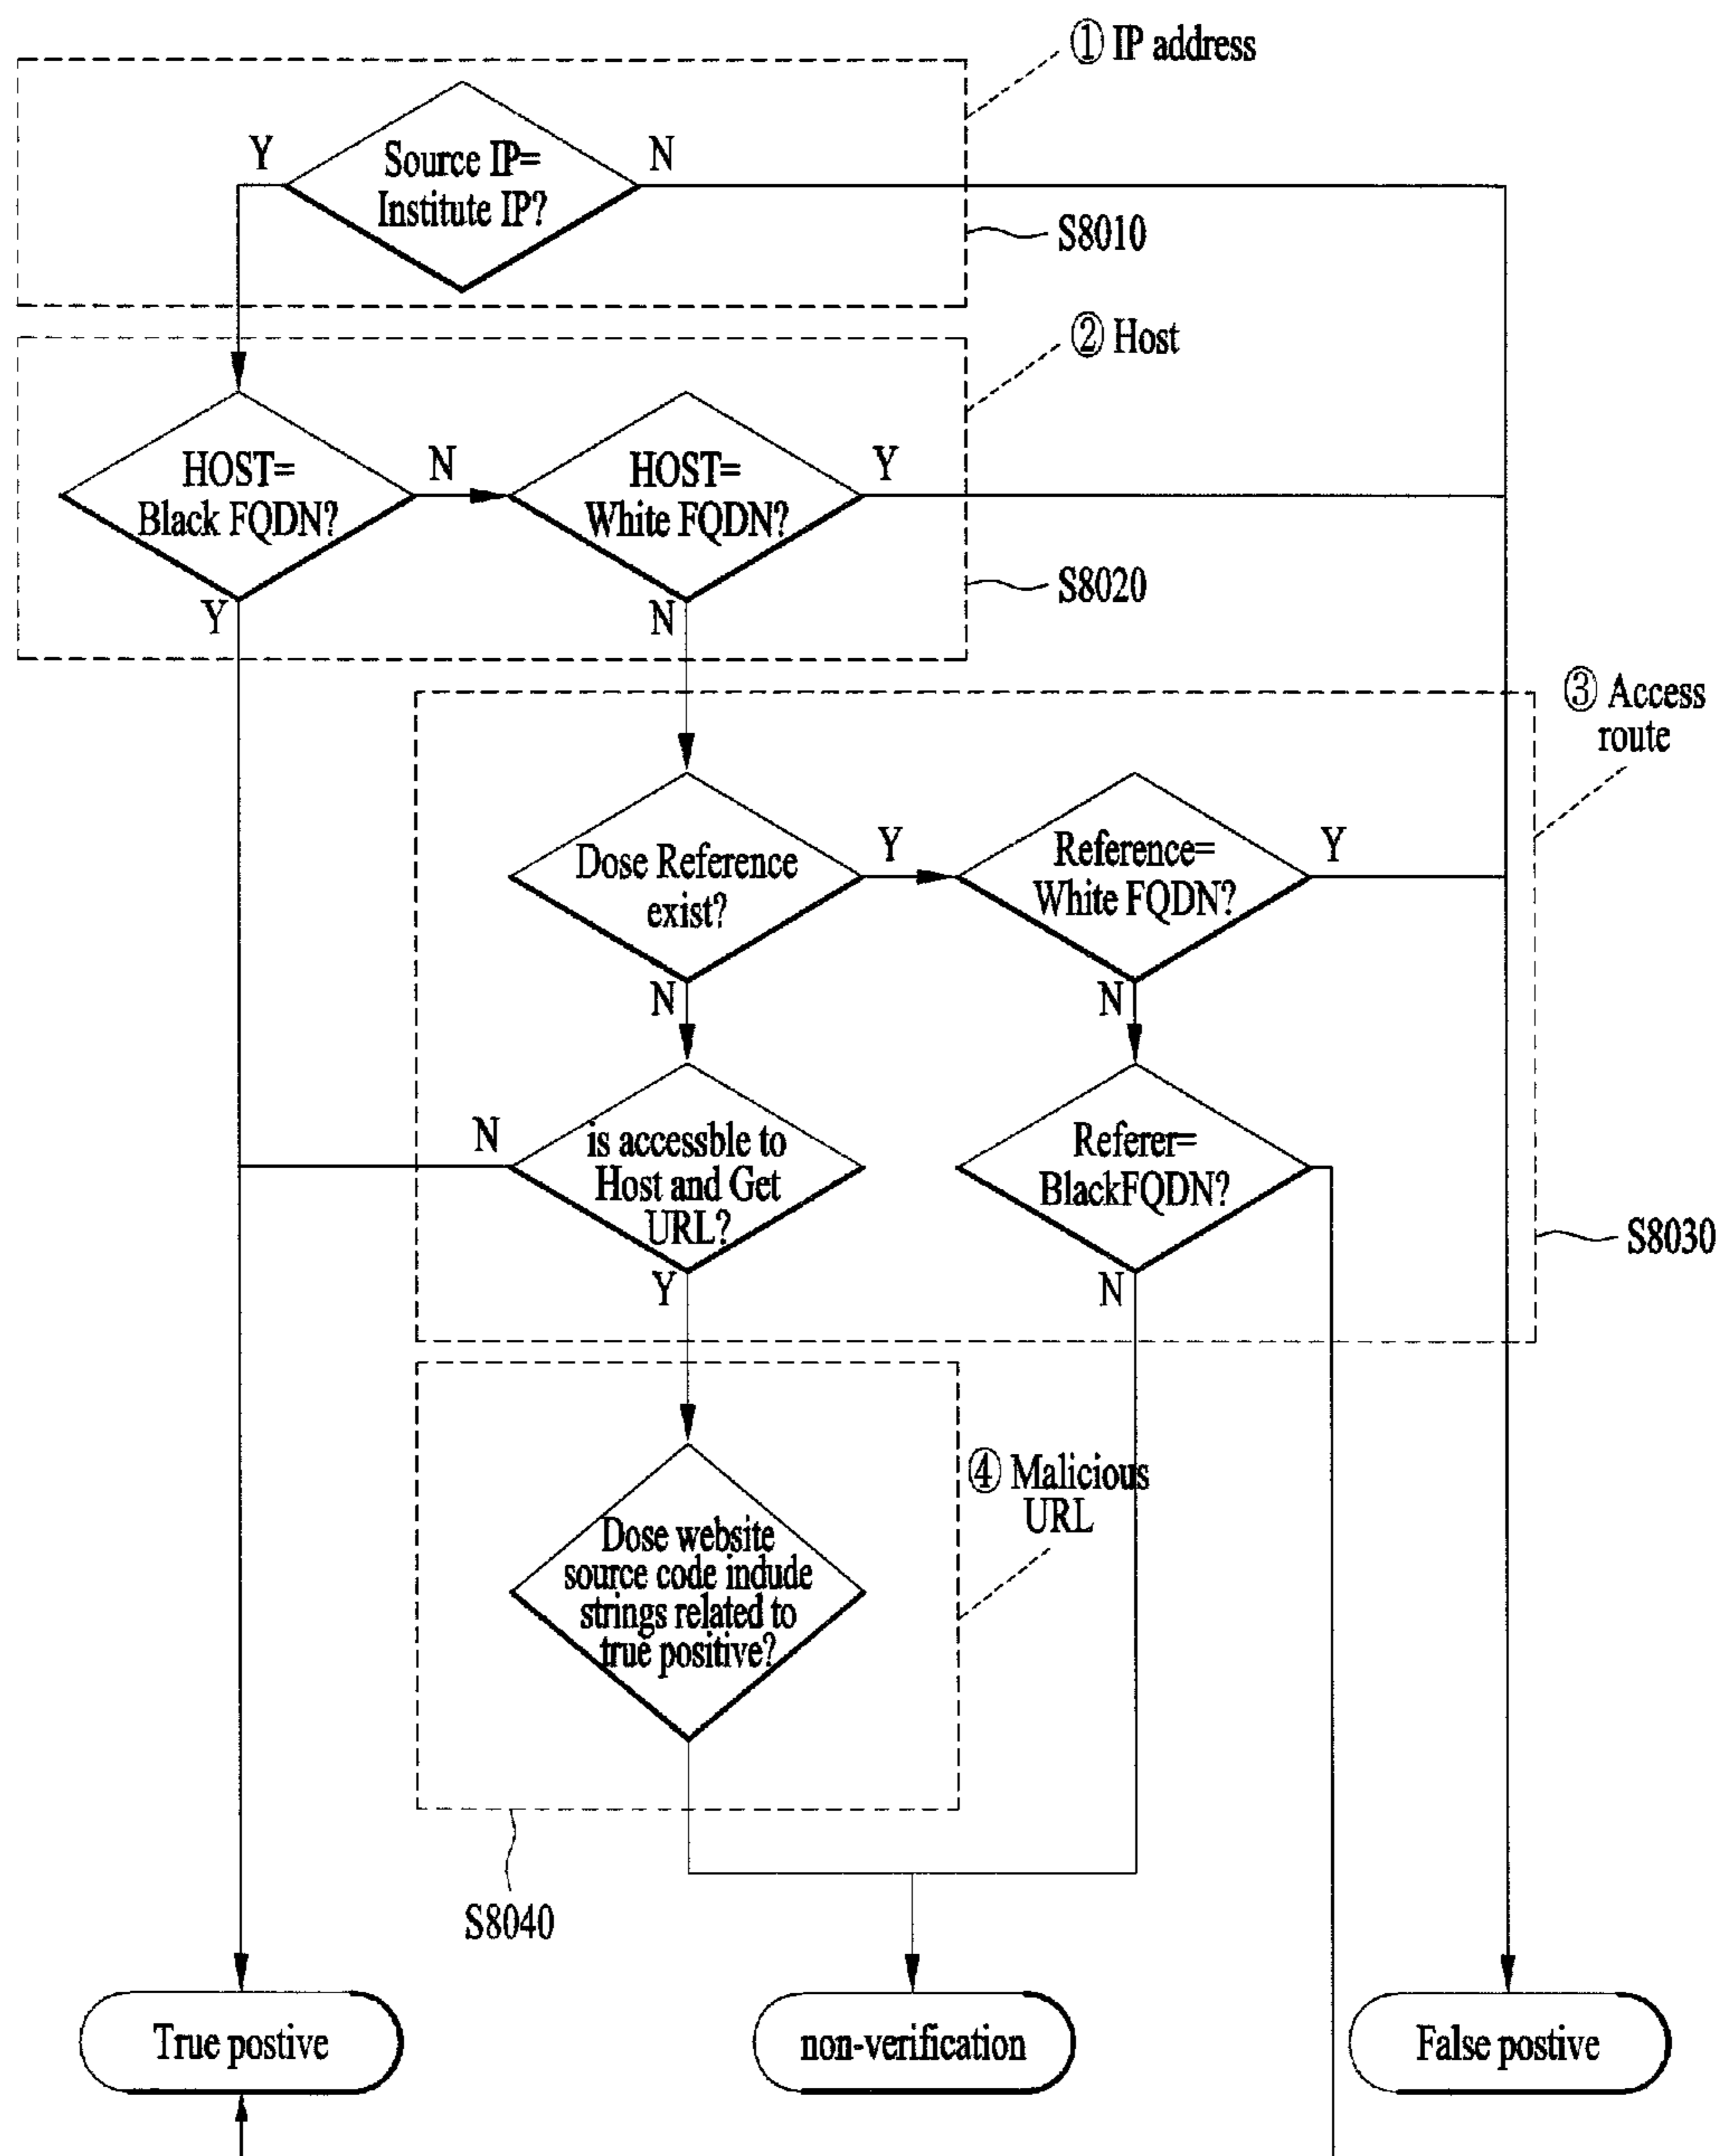 ① IP address
Y
Source IP=
Institute IP?
N
S8010
② Host
HOST=
Black FQDN?
N
HOST=
White FQDN?
Y
Y
N
S8020
③ Access
route
Dose Reference
exist?
Y
Reference=
White FQDN?
Y
N
N
N
is accessble to
Host and Get
URL?
Referer=
BlackFQDN?
S8030
Y
N
④ Malicious
URL
Dose website
source code include
strings related to
true positive?
S8040
True postive
non-verification
False postive